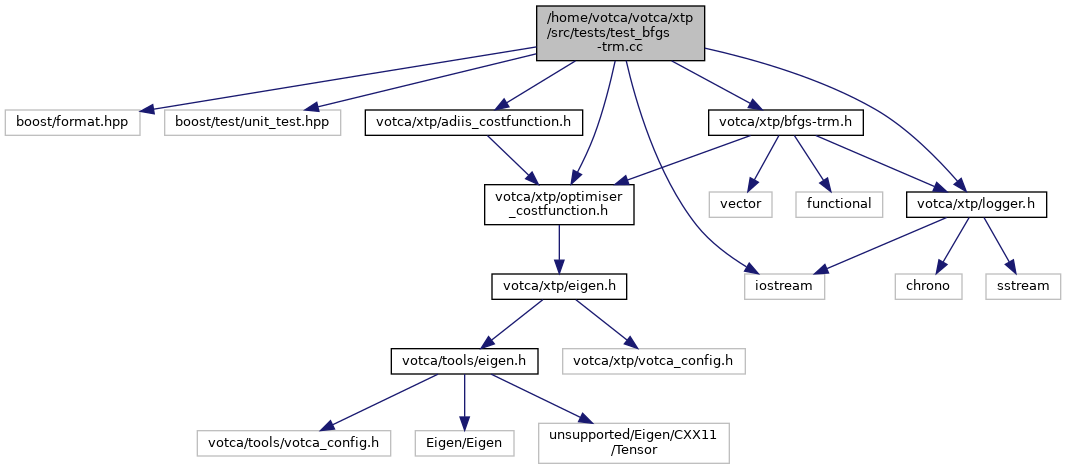 /home/votca/votca/xtp
/src/tests/test_bfgs
-trm.cc
boost/format.hpp
boost/test/unit_test.hpp
votca/xtp/adiis_costfunction.h
votca/xtp/bfgs-trm.h
votca/xtp/optimiser
_costfunction.h
vector
functional
votca/xtp/logger.h
votca/xtp/eigen.h
iostream
chrono
sstream
votca/tools/eigen.h
votca/xtp/votca_config.h
votca/tools/votca_config.h
Eigen/Eigen
unsupported/Eigen/CXX11
/Tensor